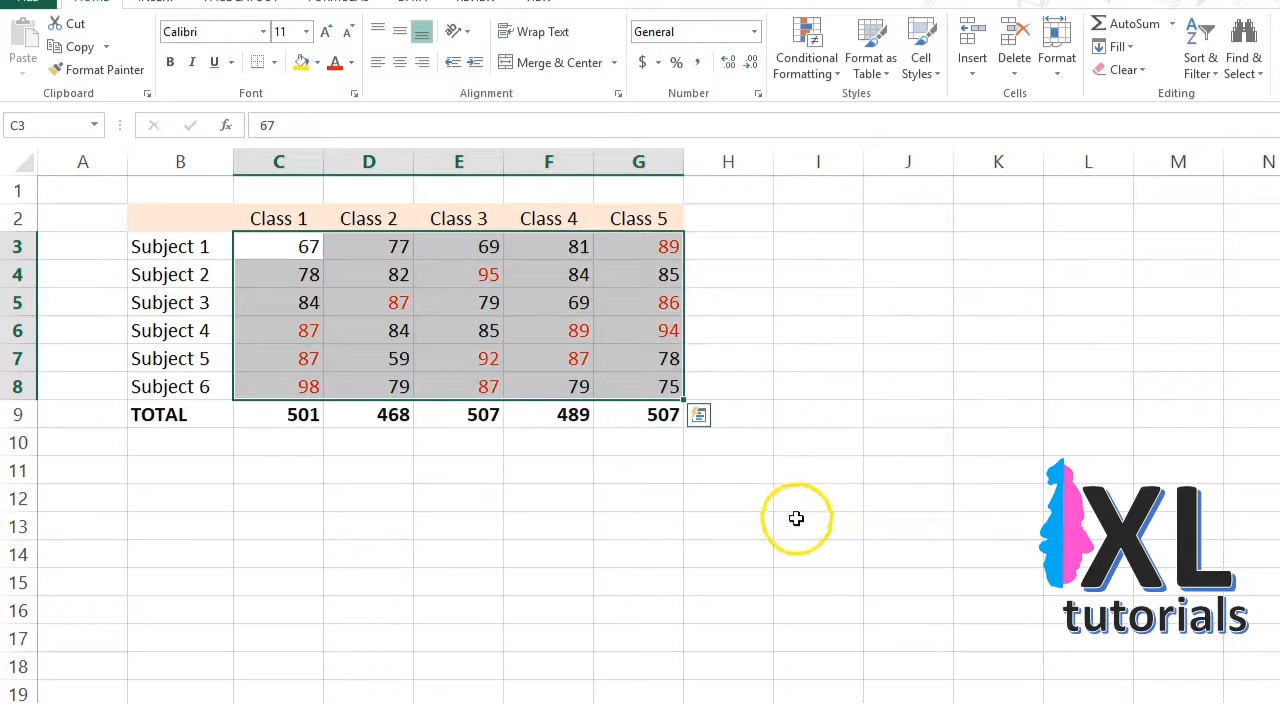 Cut
Calibri 11
Wrap Text
General
AutoSum
Copy
Fill
Paste
Format Painter
B I U
A
Merge & Center
$ % ,
Conditional Formatting
Format as Table
Cell Styles
Insert
Delete
Format
Clear
Sort & Filter
Find & Select
Clipboard
Font
Alignment
Number
Styles
Cells
Editing
C3
fx
67
A B C D E F G H I J K L M N
1
2 Class 1 Class 2 Class 3 Class 4 Class 5
3 Subject 1 67 77 69 81 89
4 Subject 2 78 82 95 84 85
5 Subject 3 84 87 79 69 86
6 Subject 4 87 84 85 89 94
7 Subject 5 87 59 92 87 78
8 Subject 6 98 79 87 79 75
9 TOTAL 501 468 507 489 507
10
11
12
13
14
15
16
17
18
19
XL
tutorials